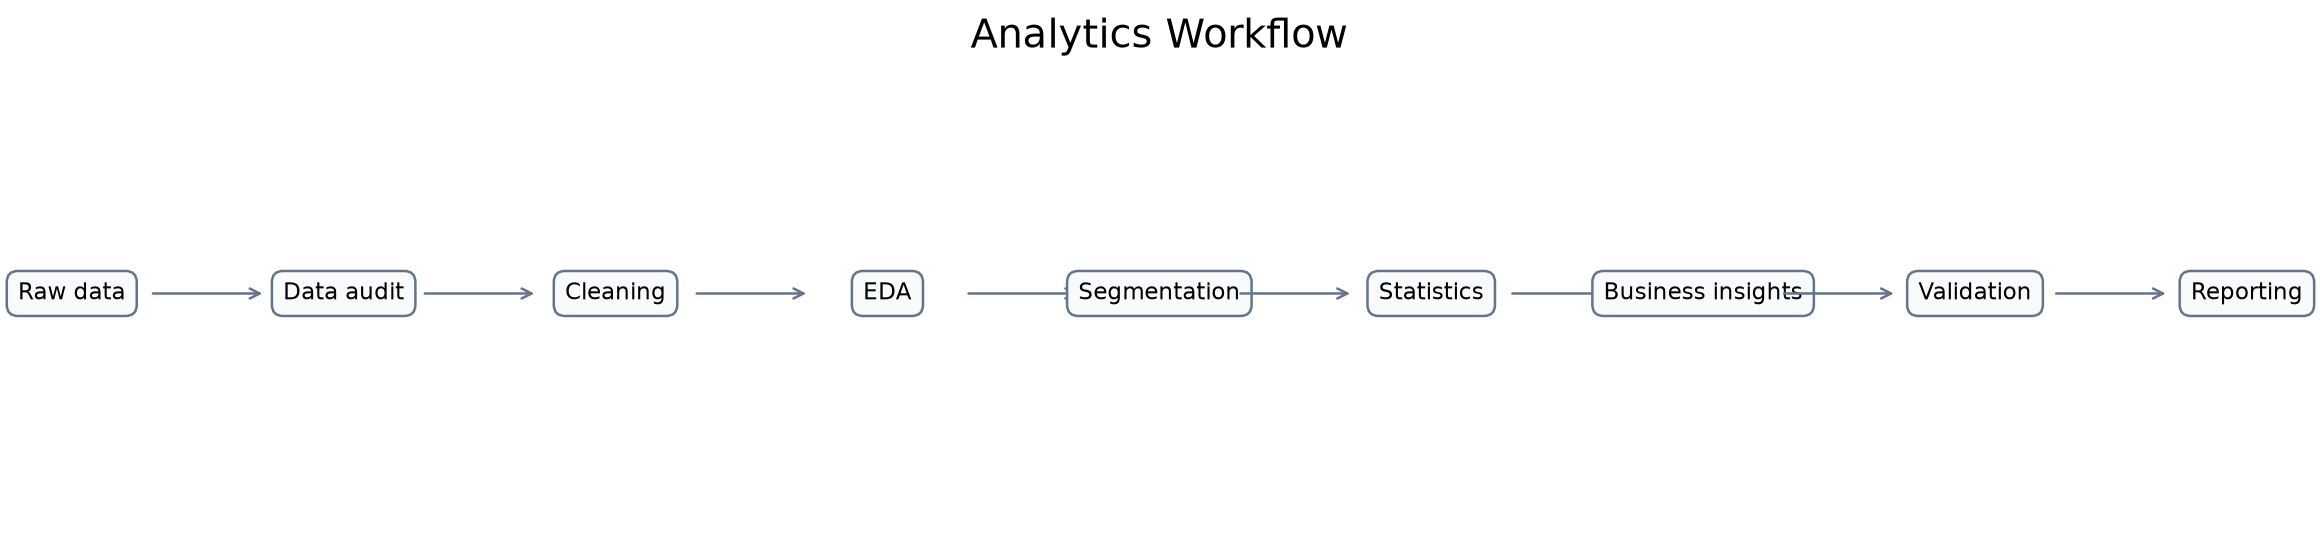 Analytics Workflow
Raw data
Data audit
Cleaning
EDA
Segmentation
Statistics
Business insights
Validation
Reporting